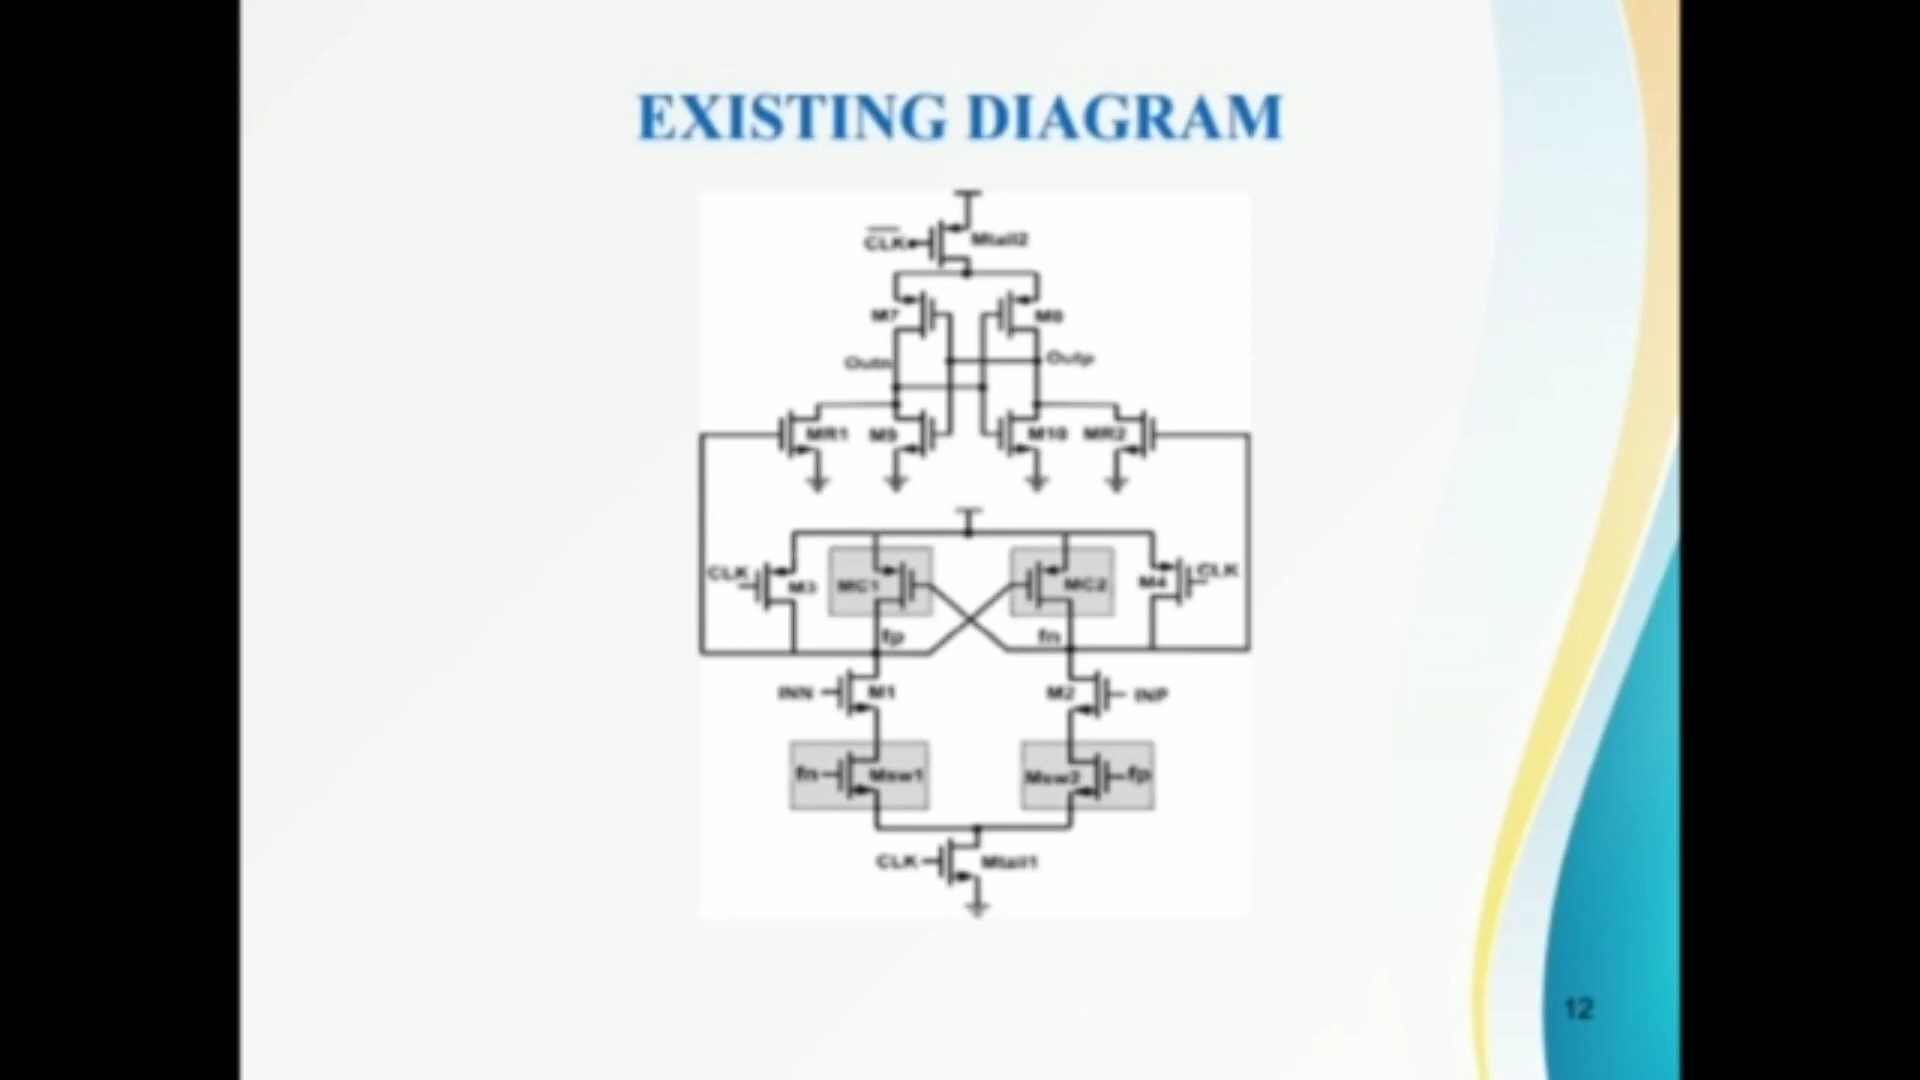 EXISTING DIAGRAM
CLK Mtail2
M7 M8
Outn Outp
MR1 M9 M10 MR2
CLK M3 MC1 MC2 M4 CLK
fp fn
INN M1 M2 INP
fn Msw1 Msw2 fp
CLK Mtail1
12